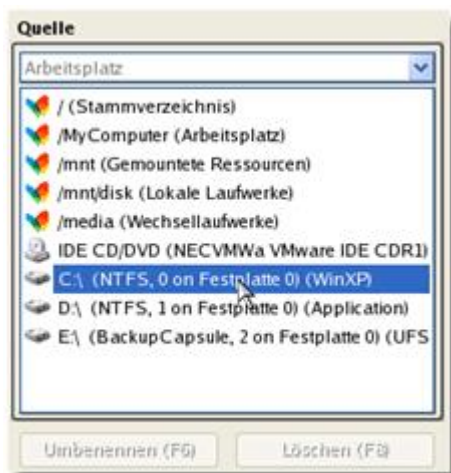 Quelle
Arbeitsplatz
/ (Stammverzeichnis)
/MyComputer (Arbeitsplatz)
/mnt (Gemountete Ressourcen)
/mnt/disk (Lokale Laufwerke)
/media (Wechsellaufwerke)
IDE CD/DVD (NECVMWa VMware IDE CDR1)
C:\ (NTFS, 0 on Festplatte 0) (WinXP)
D:\ (NTFS, 1 on Festplatte 0) (Application)
E:\ (BackupCapsule, 2 on Festplatte 0) (UFS
Umbenennen (F6) Löschen (F8)